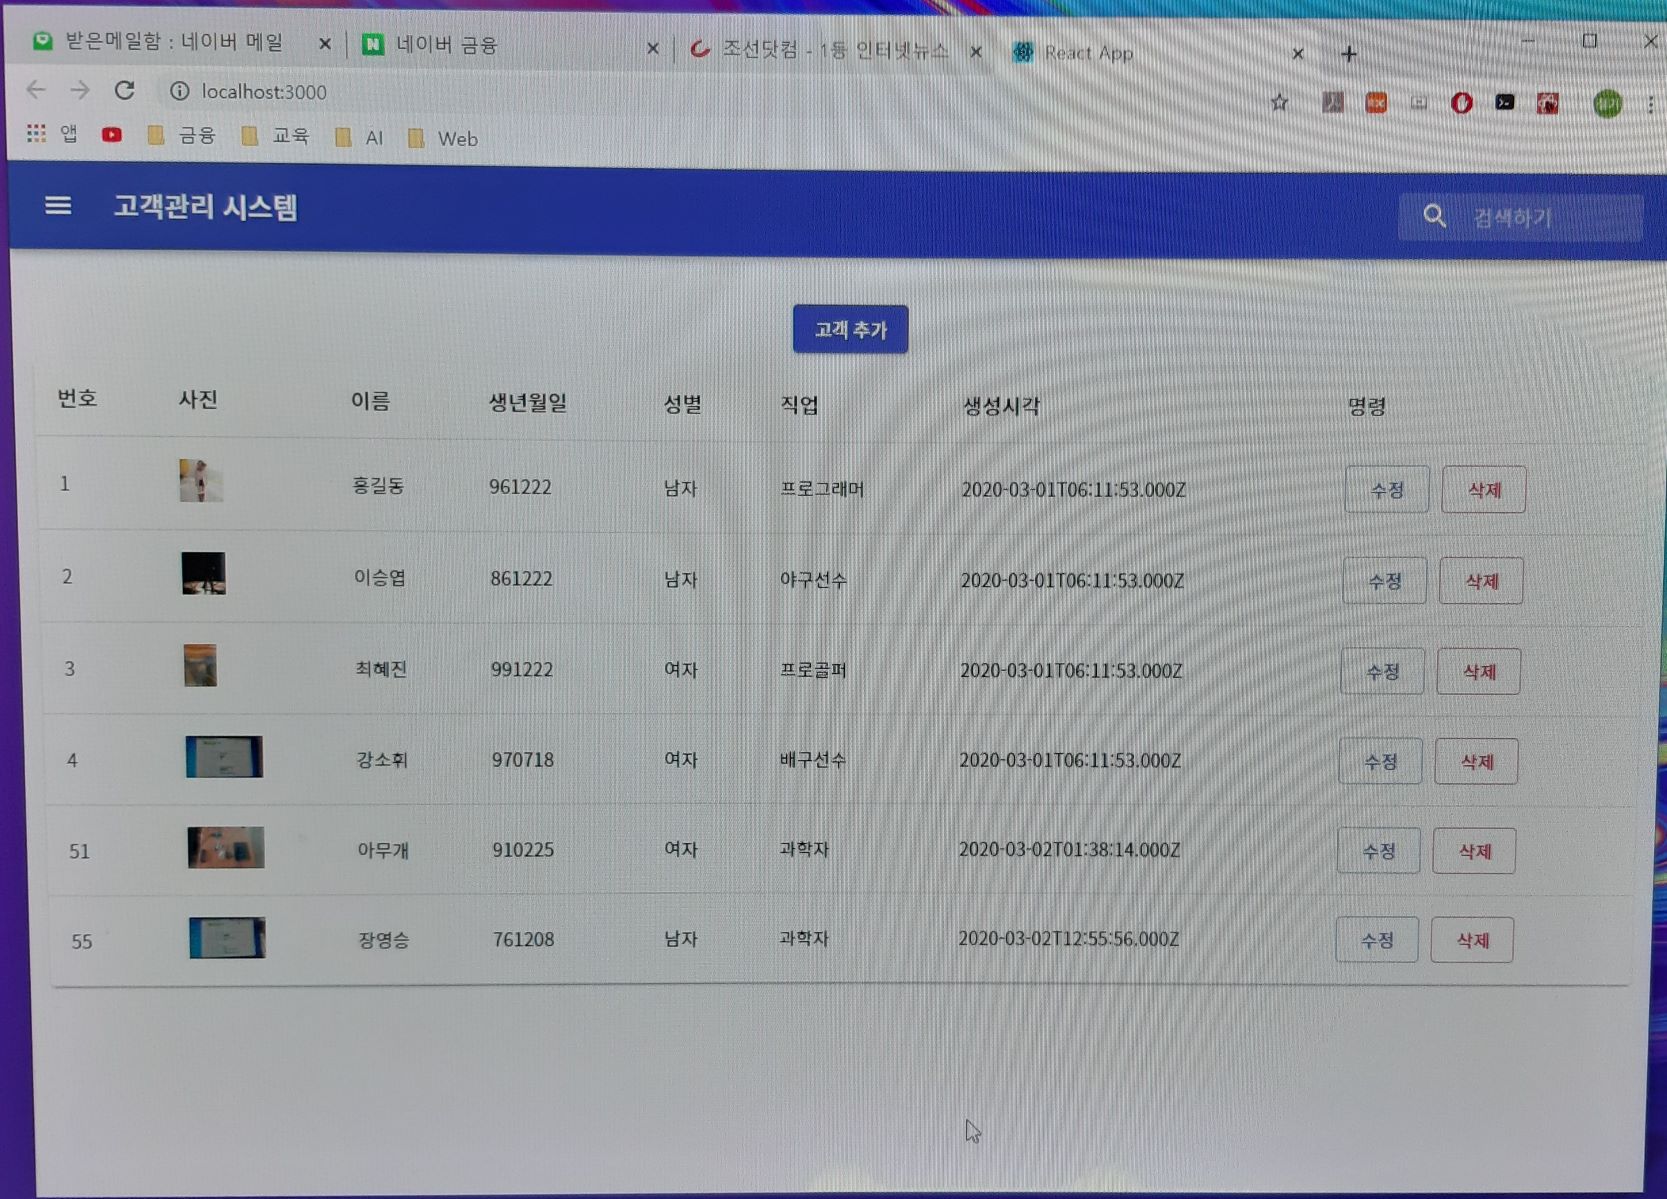 받은메일함 : 네이버 메일 네이버 금융 조선닷컴 - 1등 인터넷뉴스 React App
localhost:3000
앱 금융 교육 AI Web
고객관리 시스템 검색하기
고객 추가
번호 사진 이름 생년월일 성별 직업 생성시각 명령
1 홍길동 961222 남자 프로그래머 2020-03-01T06:11:53.000Z 수정 삭제
2 이승엽 861222 남자 야구선수 2020-03-01T06:11:53.000Z 수정 삭제
3 최혜진 991222 여자 프로골퍼 2020-03-01T06:11:53.000Z 수정 삭제
4 강소휘 970718 여자 배구선수 2020-03-01T06:11:53.000Z 수정 삭제
51 아무개 910225 여자 과학자 2020-03-02T01:38:14.000Z 수정 삭제
55 장영승 761208 남자 과학자 2020-03-02T12:55:56.000Z 수정 삭제